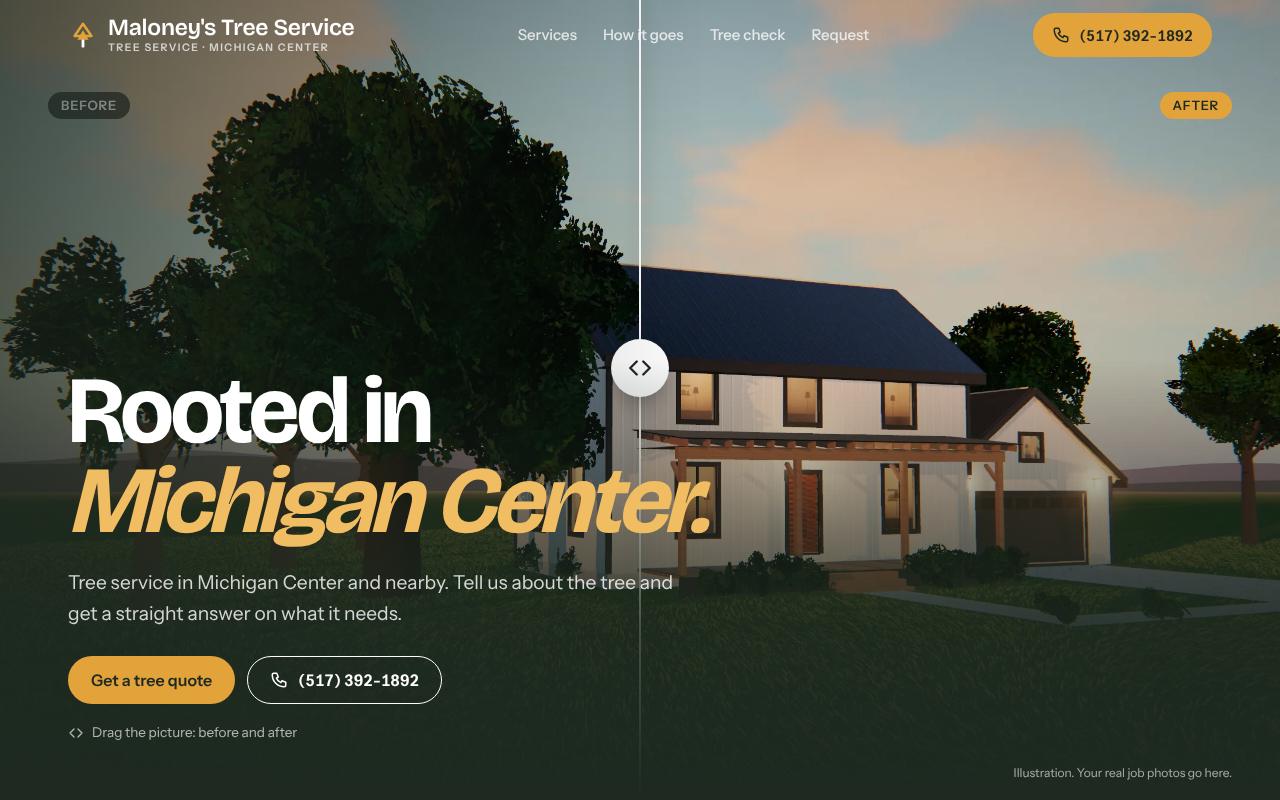 Maloney's Tree Service
TREE SERVICE · MICHIGAN CENTER
Services
How it goes
Tree check
Request
(517) 392-1892
BEFORE
AFTER
Rooted in
Michigan Center.
Tree service in Michigan Center and nearby. Tell us about the tree and
get a straight answer on what it needs.
Get a tree quote
(517) 392-1892
Drag the picture: before and after
Illustration. Your real job photos go here.